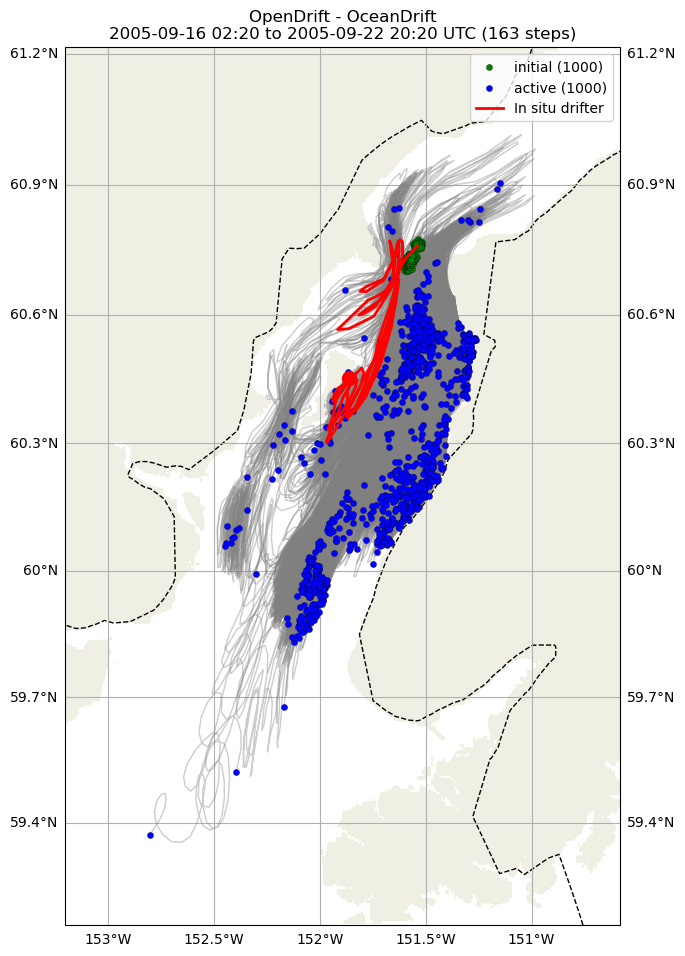 OpenDrift - OceanDrift
2005-09-16 02:20 to 2005-09-22 20:20 UTC (163 steps)
initial (1000)
active (1000)
In situ drifter
61.2°N
61.2°N
60.9°N
60.9°N
60.6°N
60.6°N
60.3°N
60.3°N
60°N
60°N
59.7°N
59.7°N
59.4°N
59.4°N
153°W
152.5°W
152°W
151.5°W
151°W